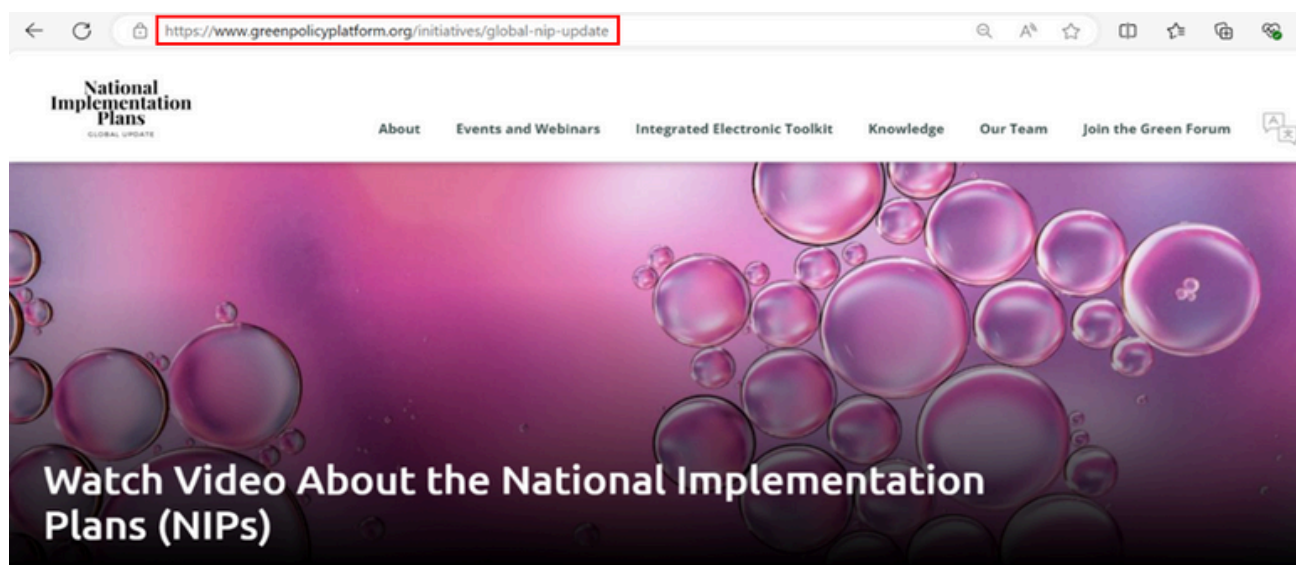 https://www.greenpolicyplatform.org/initiatives/global-nip-update
National
Implementation
Plans
GLOBAL UPDATE
About Events and Webinars Integrated Electronic Toolkit Knowledge Our Team Join the Green Forum
Watch Video About the National Implementation
Plans (NIPs)